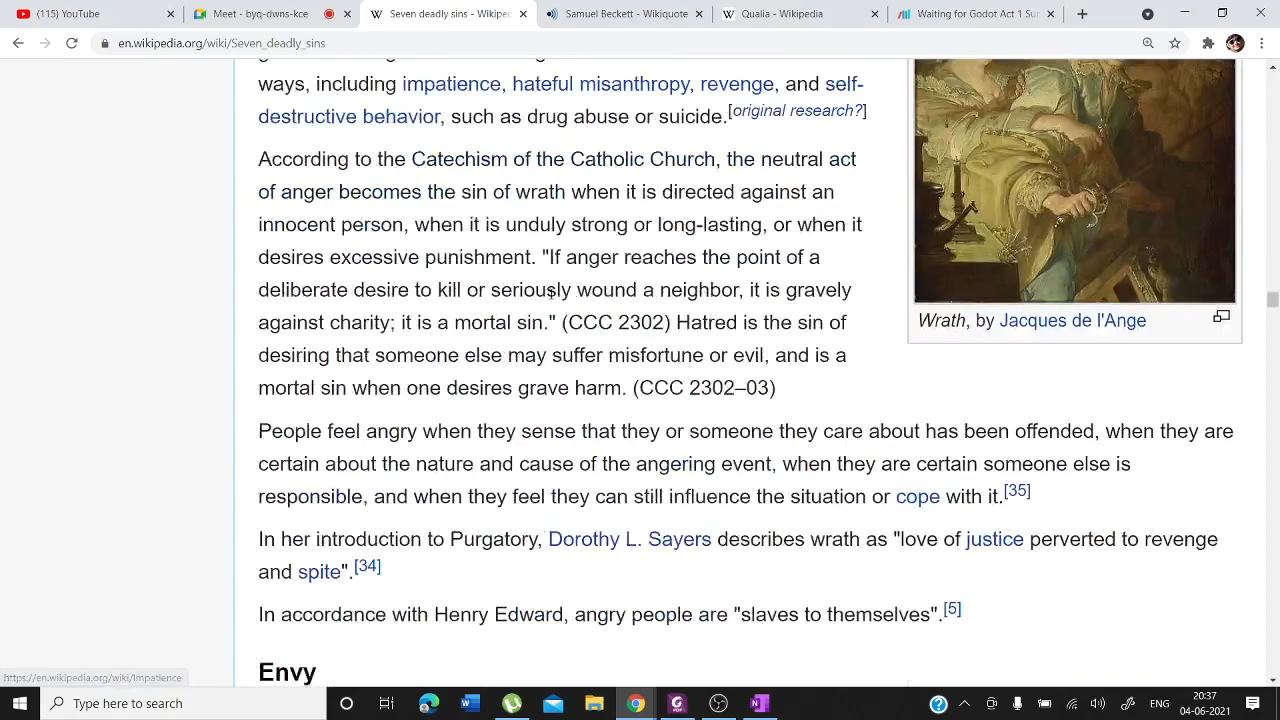 (115) YouTube
Meet - byq-dwns-kce
Seven deadly sins - Wikipe
Samuel Beckett - Wikiquote
Qualia - Wikipedia
Waiting for Godot Act 1 Sun
en.wikipedia.org/wiki/Seven_deadly_sins
ways, including impatience, hateful misanthropy, revenge, and self-
destructive behavior, such as drug abuse or suicide.[original research?]
According to the Catechism of the Catholic Church, the neutral act
of anger becomes the sin of wrath when it is directed against an
innocent person, when it is unduly strong or long-lasting, or when it
desires excessive punishment. "If anger reaches the point of a
deliberate desire to kill or seriously wound a neighbor, it is gravely
against charity; it is a mortal sin." (CCC 2302) Hatred is the sin of
desiring that someone else may suffer misfortune or evil, and is a
mortal sin when one desires grave harm. (CCC 2302–03)
Wrath, by Jacques de l'Ange
People feel angry when they sense that they or someone they care about has been offended, when they are
certain about the nature and cause of the angering event, when they are certain someone else is
responsible, and when they feel they can still influence the situation or cope with it.[35]
In her introduction to Purgatory, Dorothy L. Sayers describes wrath as "love of justice perverted to revenge
and spite".[34]
In accordance with Henry Edward, angry people are "slaves to themselves".[5]
Envy
https://en.wikipedia.org/wiki/Impatience
Type here to search
ENG
20:37
04-06-2021